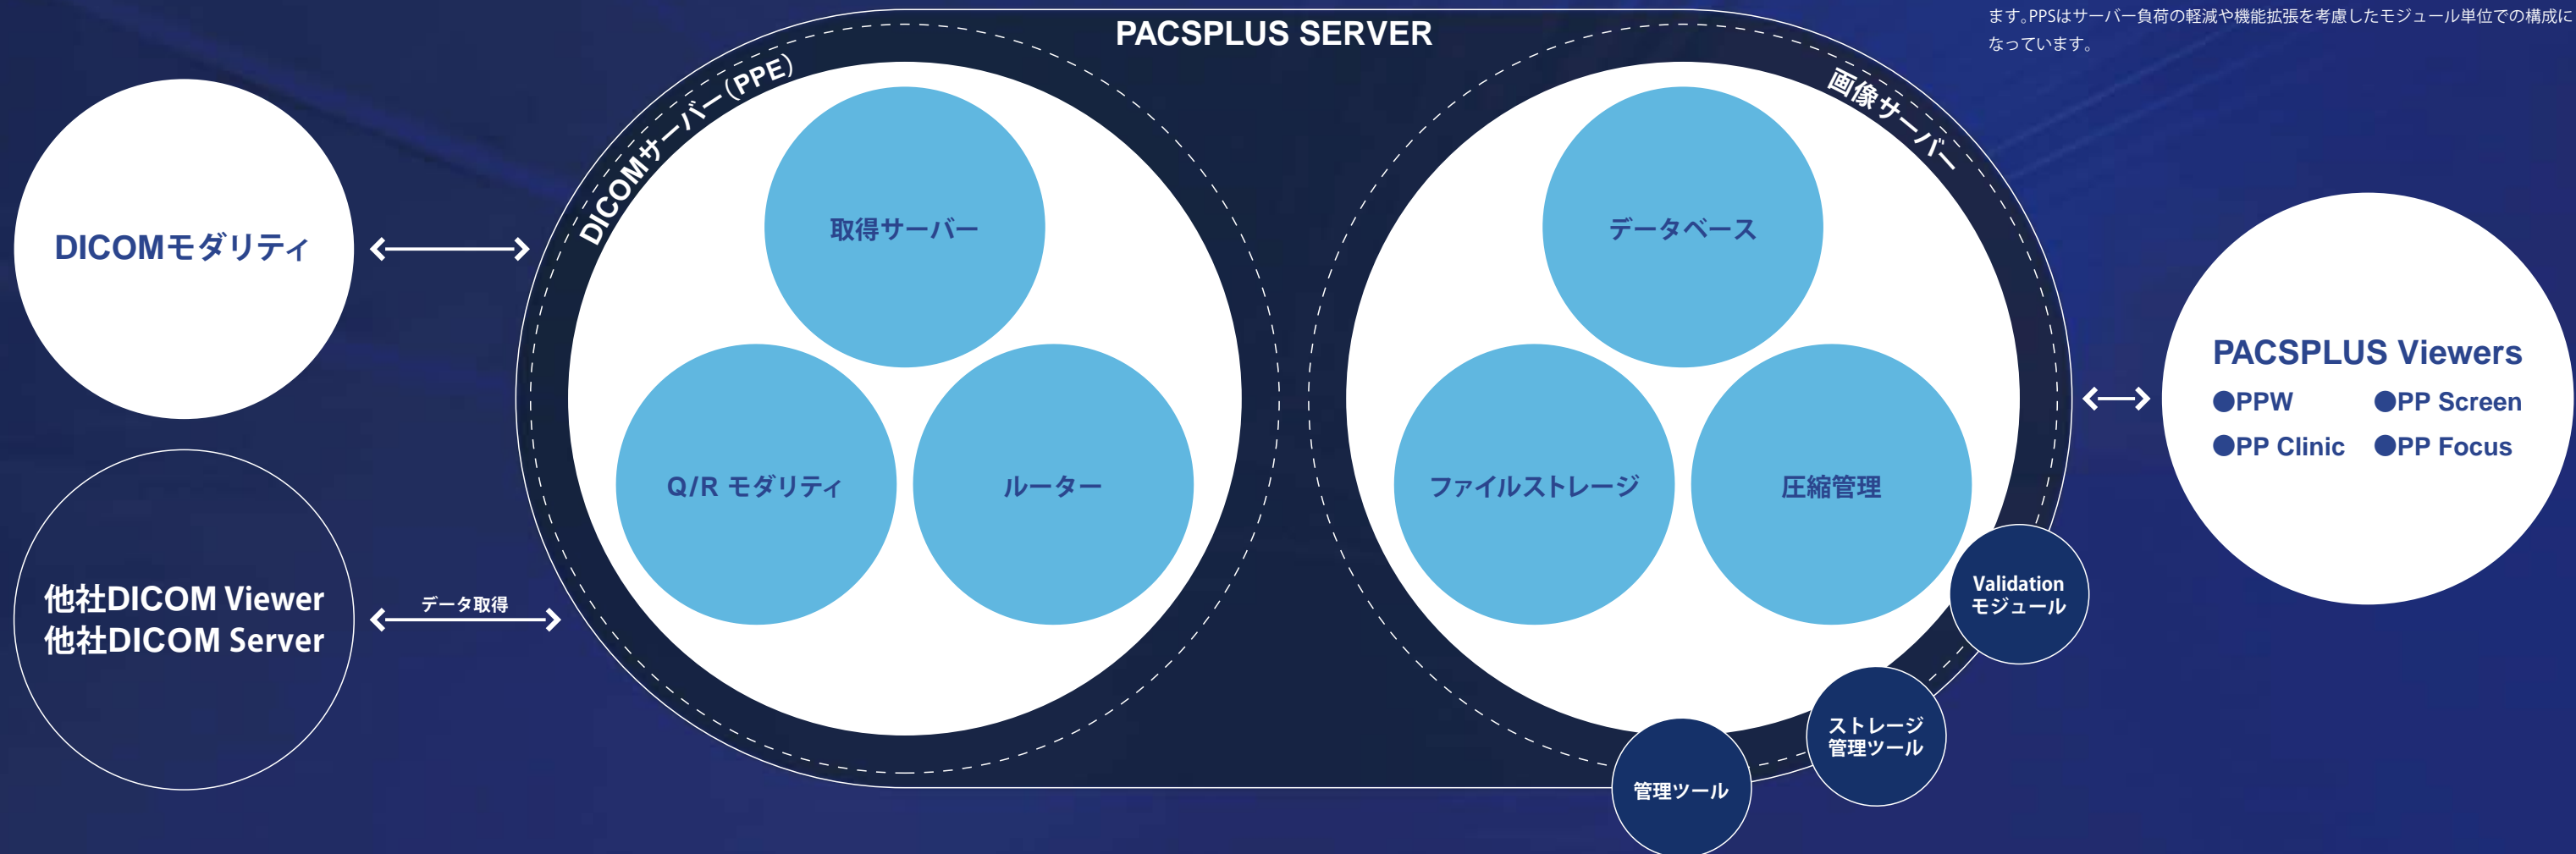 ます。PPSはサーバー負荷の軽減や機能拡張を考慮したモジュール単位での構成に
なっています。
PACSPLUS SERVER
DICOMモダリティ
他社DICOM Viewer
他社DICOM Server
データ取得
DICOMサーバー(PPE)
取得サーバー
Q/R モダリティ
ルーター
画像サーバー
データベース
ファイルストレージ
圧縮管理
Validation
モジュール
ストレージ
管理ツール
管理ツール
PACSPLUS Viewers
●PPW ●PP Screen
●PP Clinic ●PP Focus